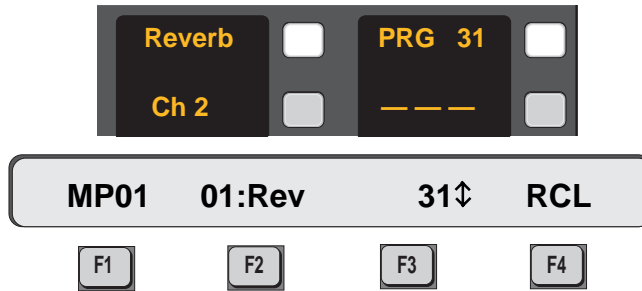 Reverb PRG 31
Ch 2 — — —
MP01 01:Rev 31↕ RCL
F1 F2 F3 F4